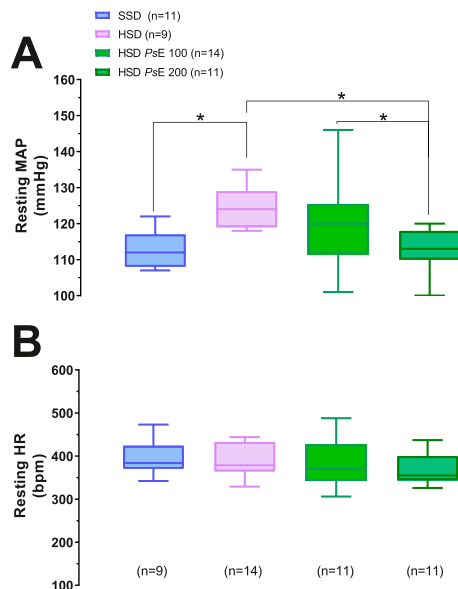 SSD (n=11)
HSD (n=9)
HSD PsE 100 (n=14)
HSD PsE 200 (n=11)
A
Resting MAP
(mmHg)
160
150
140
130
120
110
100
*
*
*
B
Resting HR
(bpm)
600
500
400
300
200
100
(n=9) (n=14) (n=11) (n=11)